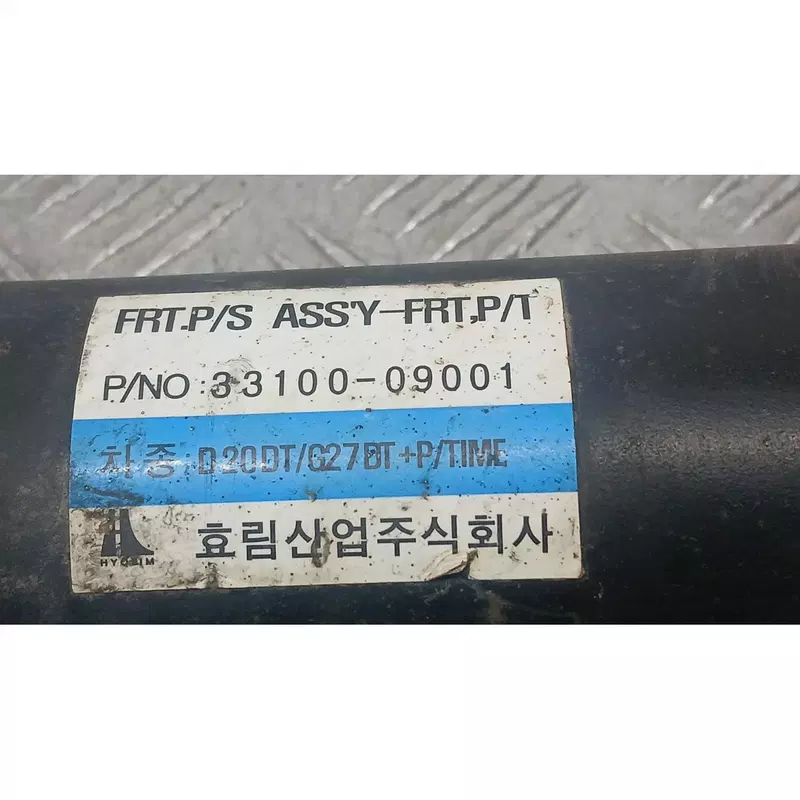 FRT.P/S ASS'Y-FRT,P/T
P/NO :33100-09001
차종: D20DT/G27DT+P/TIME
효림산업주식회사
HYORIM